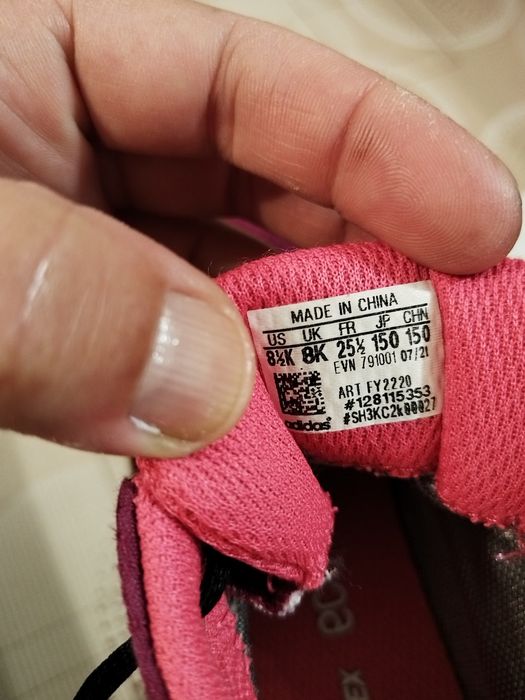 MADE IN CHINA
US UK FR JP CHN
8½K 8K 25½ 150 150
EVN 791001 07/21
ART FY2220
#128115353
#SH3KC2k00027
adidas
EX